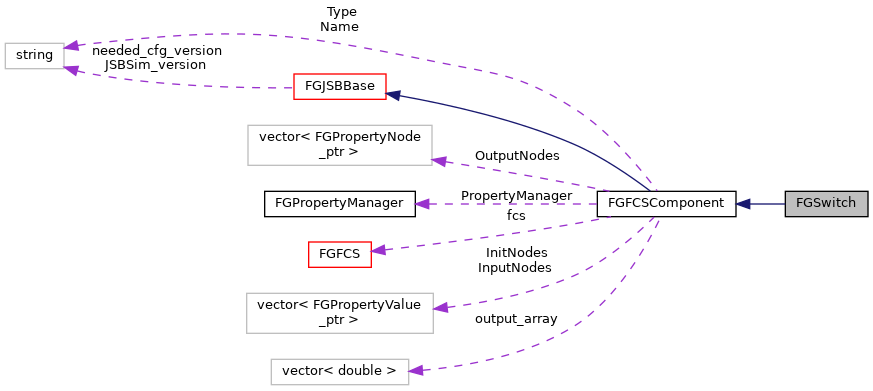 Type
Name
string
needed_cfg_version
JSBSim_version
FGJSBBase
vector< FGPropertyNode
_ptr >
OutputNodes
FGPropertyManager
PropertyManager
FGFCSComponent
FGSwitch
fcs
FGFCS
InitNodes
InputNodes
vector< FGPropertyValue
_ptr >
output_array
vector< double >